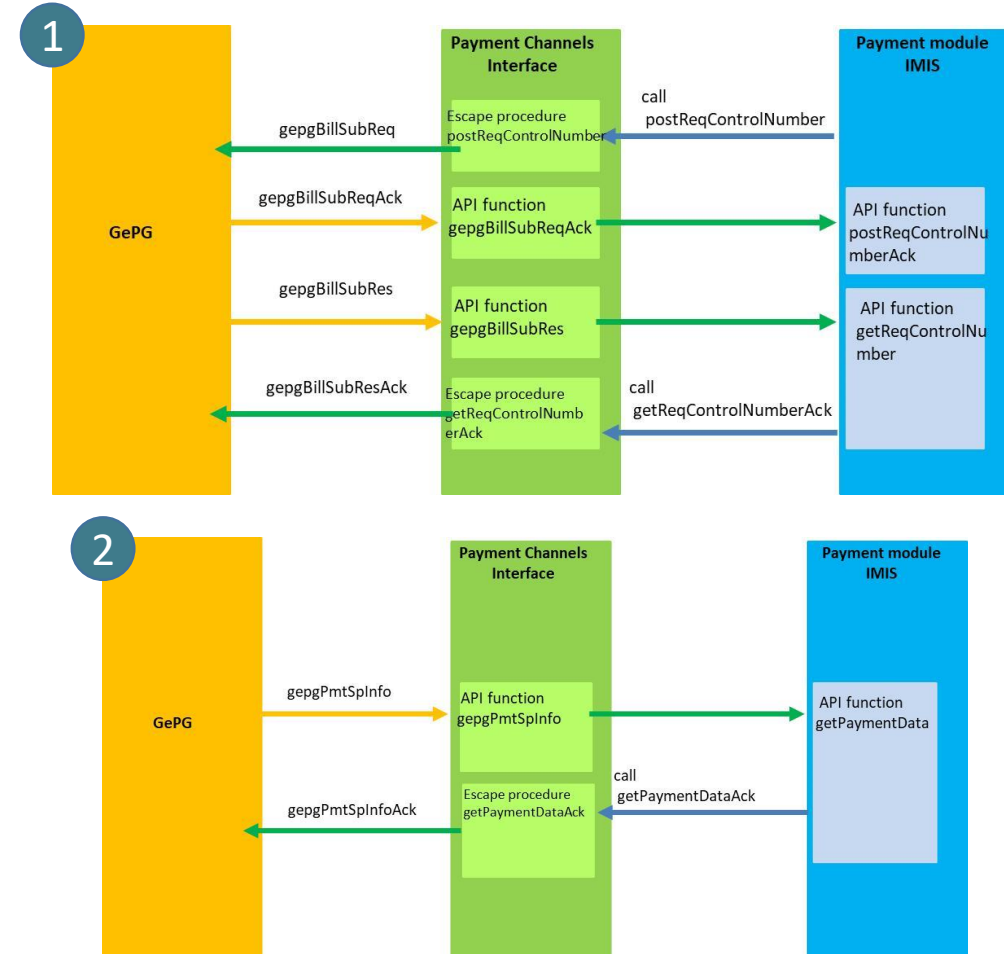 1
Payment Channels
Interface
Payment module
IMIS
call
postReqControlNumber
Escape procedure
postReqControlNumber
gepgBillSubReq
gepgBillSubReqAck
API function
gepgBillSubReqAck
API function
postReqControlNu
mberAck
GePG
gepgBillSubRes
API function
gepgBillSubRes
API function
getReqControlNu
mber
gepgBillSubResAck
Escape procedure
getReqControlNumb
erAck
call
getReqControlNumberAck
2
Payment Channels
Interface
Payment module
IMIS
gepgPmtSpInfo
API function
gepgPmtSpInfo
API function
getPaymentData
GePG
call
getPaymentDataAck
Escape procedure
getPaymentDataAck
gepgPmtSpInfoAck